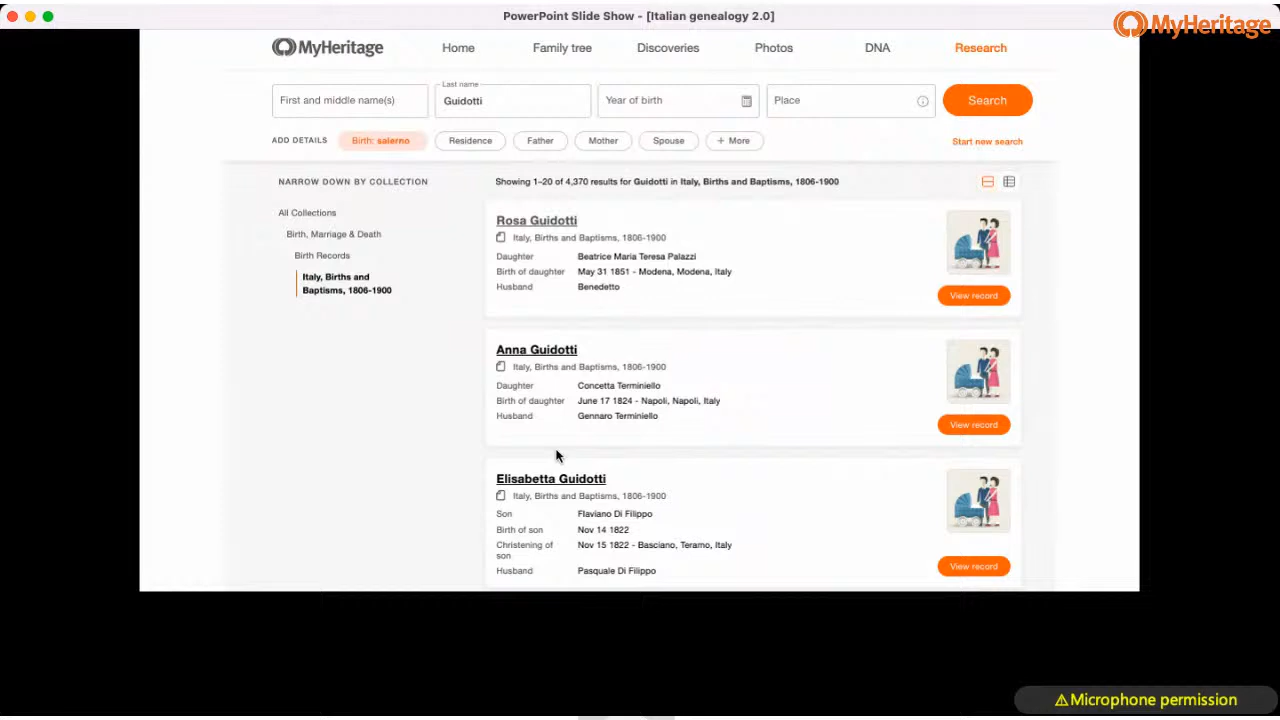 PowerPoint Slide Show - [Italian genealogy 2.0]
MyHeritage
MyHeritage Home Family tree Discoveries Photos DNA Research
First and middle name(s) Last name Guidotti Year of birth Place Search
ADD DETAILS Birth: salerno Residence Father Mother Spouse + More Start new search
NARROW DOWN BY COLLECTION
All Collections
Birth, Marriage & Death
Birth Records
Italy, Births and
Baptisms, 1806-1900
Showing 1–20 of 4,370 results for Guidotti in Italy, Births and Baptisms, 1806-1900
Rosa Guidotti
Italy, Births and Baptisms, 1806-1900
Daughter Beatrice Maria Teresa Palazzi
Birth of daughter May 31 1851 - Modena, Modena, Italy
Husband Benedetto
View record
Anna Guidotti
Italy, Births and Baptisms, 1806-1900
Daughter Concetta Terminiello
Birth of daughter June 17 1824 - Napoli, Napoli, Italy
Husband Gennaro Terminiello
View record
Elisabetta Guidotti
Italy, Births and Baptisms, 1806-1900
Son Flaviano Di Filippo
Birth of son Nov 14 1822
Christening of Nov 15 1822 - Basciano, Teramo, Italy
son
Husband Pasquale Di Filippo
View record
⚠Microphone permission